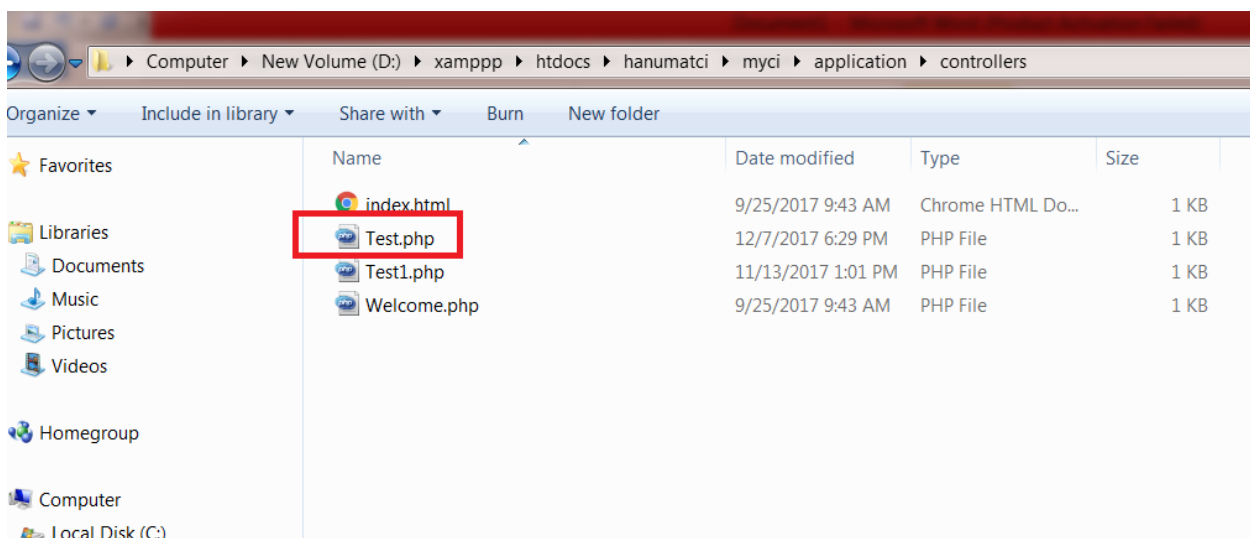 Computer New Volume (D:) xamppp htdocs hanumatci myci application controllers
Organize Include in library Share with Burn New folder
Name Date modified Type Size
Favorites
index.html 9/25/2017 9:43 AM Chrome HTML Do... 1 KB
Libraries Test.php 12/7/2017 6:29 PM PHP File 1 KB
Documents Test1.php 11/13/2017 1:01 PM PHP File 1 KB
Music Welcome.php 9/25/2017 9:43 AM PHP File 1 KB
Pictures
Videos
Homegroup
Computer
Local Disk (C:)